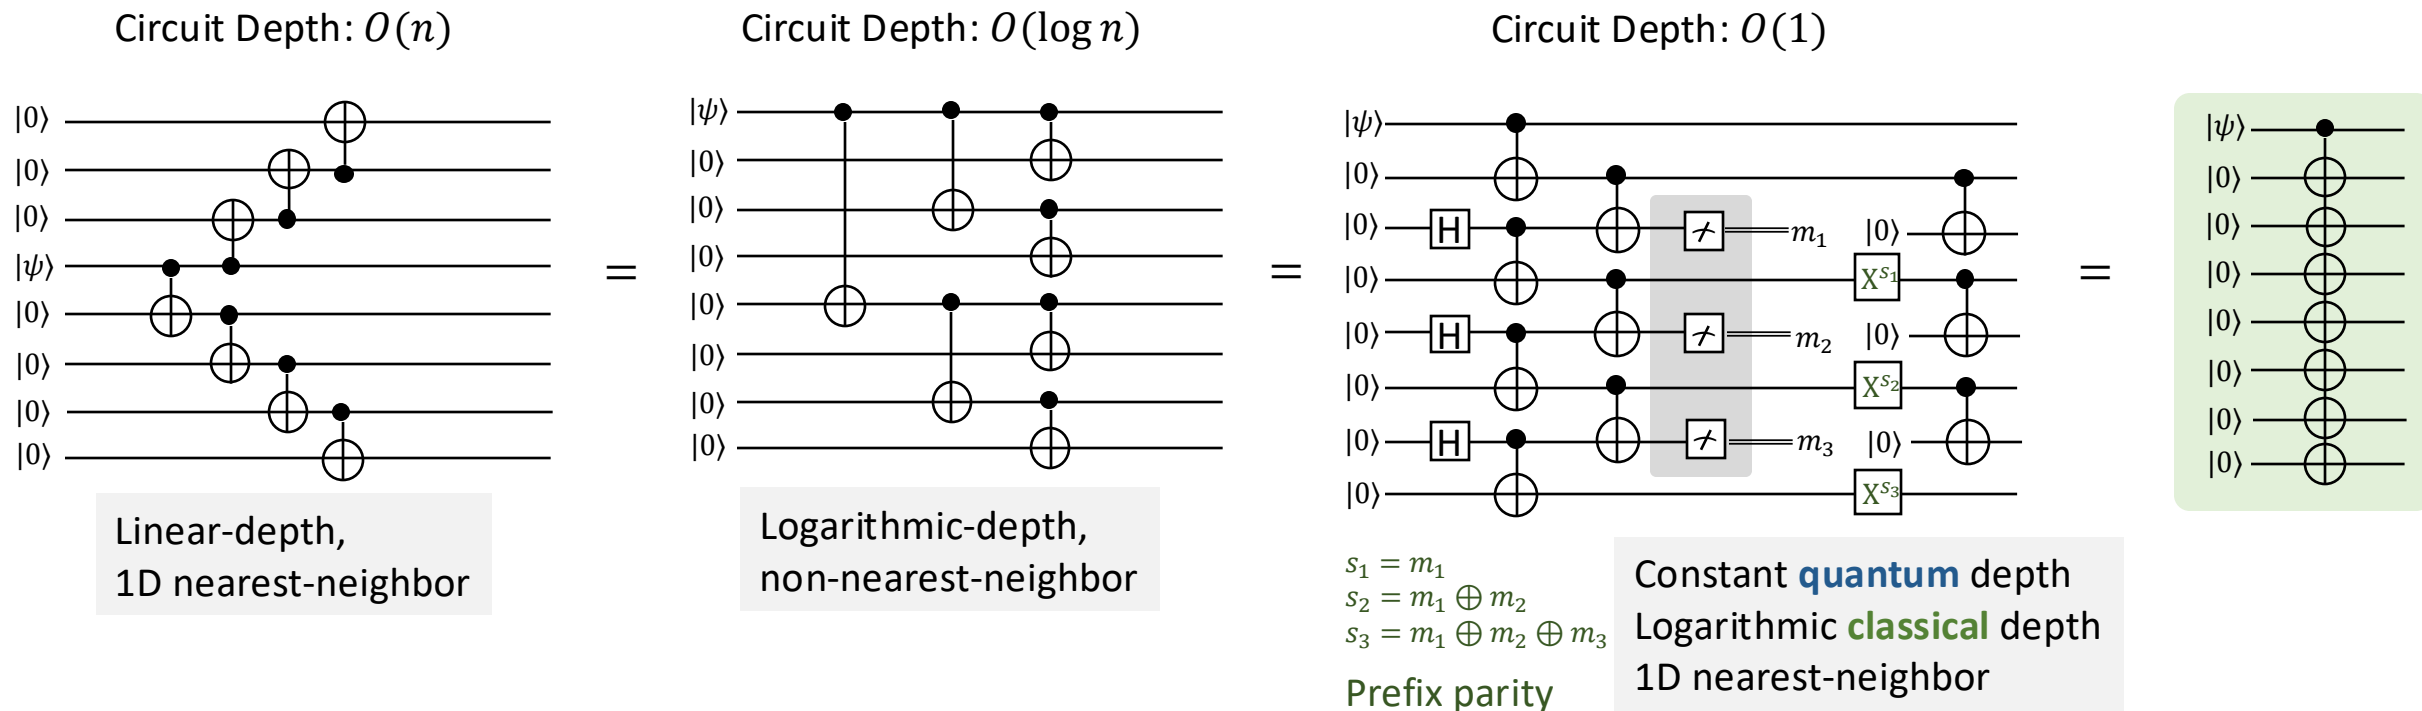 Circuit Depth: O(n)
|0⟩
|0⟩
|0⟩
|ψ⟩
|0⟩
|0⟩
|0⟩
|0⟩
Linear-depth,
1D nearest-neighbor
=
Circuit Depth: O(log n)
|ψ⟩
|0⟩
|0⟩
|0⟩
|0⟩
|0⟩
|0⟩
|0⟩
Logarithmic-depth,
non-nearest-neighbor
=
Circuit Depth: O(1)
|ψ⟩
|0⟩
|0⟩ H m₁ |0⟩
|0⟩ X^{s₁}
|0⟩ H m₂ |0⟩
|0⟩ X^{s₂}
|0⟩ H m₃ |0⟩
|0⟩ X^{s₃}
s₁ = m₁
s₂ = m₁ ⊕ m₂
s₃ = m₁ ⊕ m₂ ⊕ m₃
Prefix parity
Constant quantum depth
Logarithmic classical depth
1D nearest-neighbor
=
|ψ⟩
|0⟩
|0⟩
|0⟩
|0⟩
|0⟩
|0⟩
|0⟩